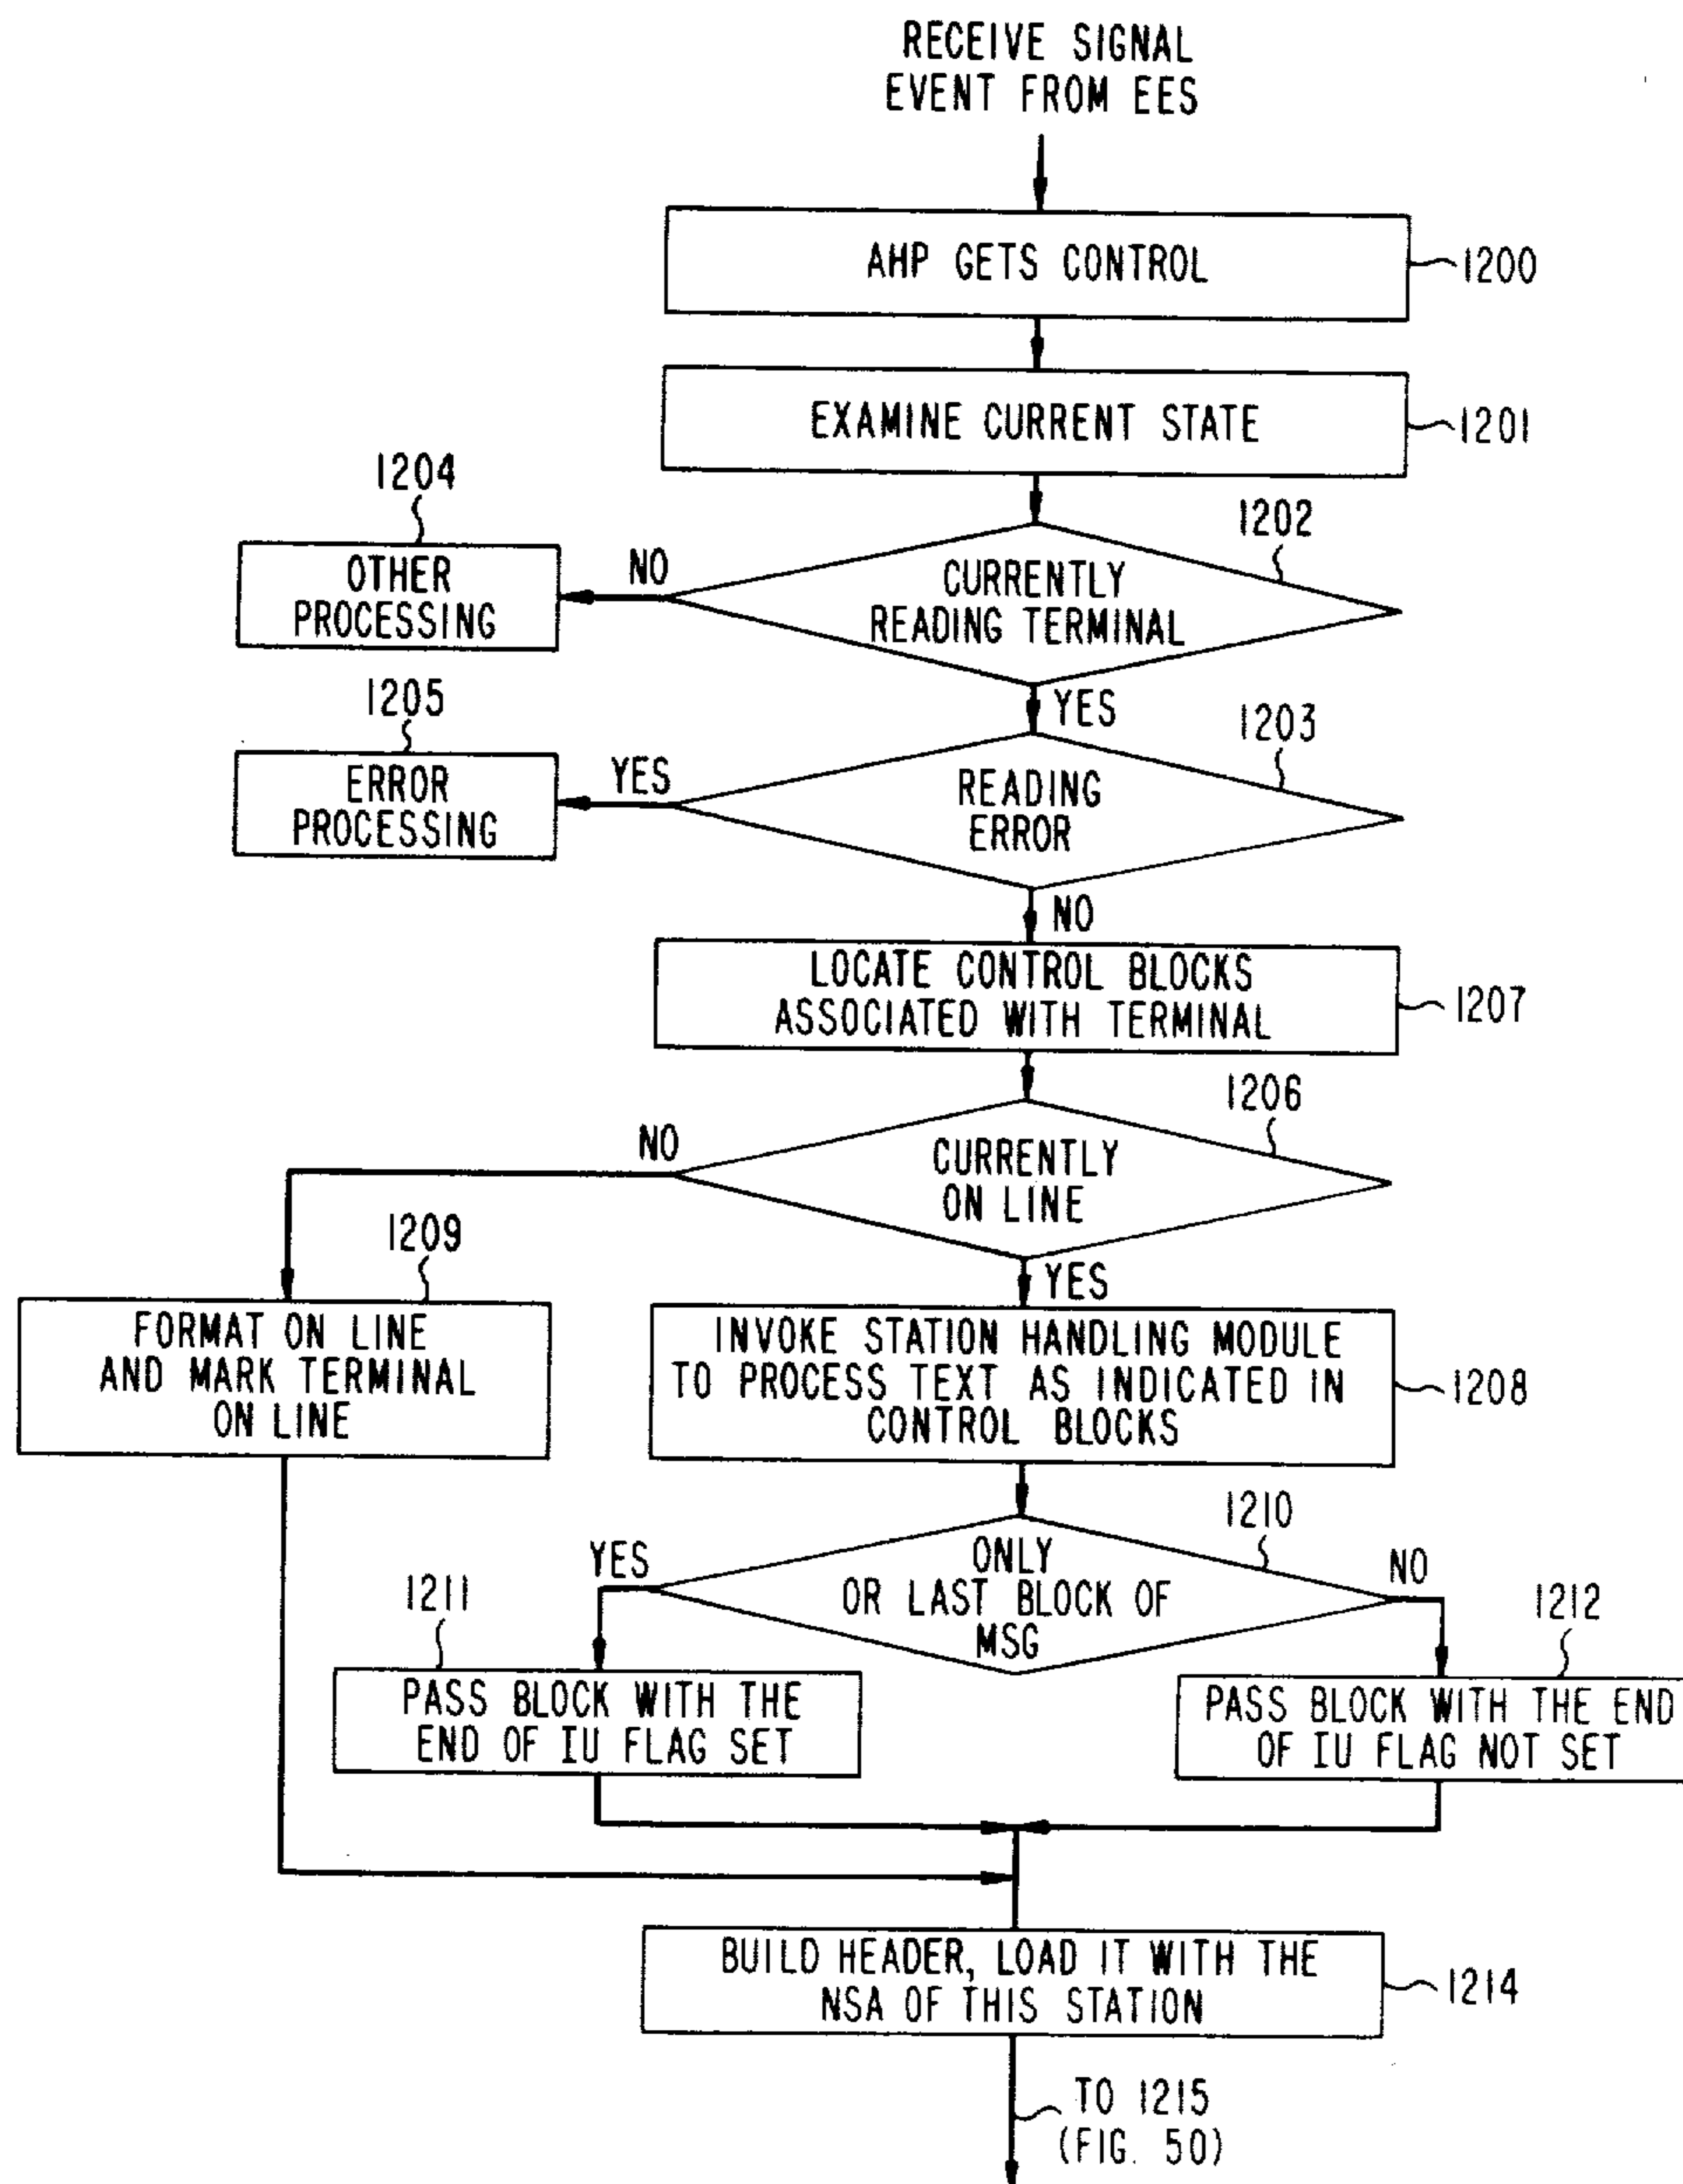 RECEIVE SIGNAL
EVENT FROM EES
AHP GETS CONTROL
1200
EXAMINE CURRENT STATE
1201
1204
1202
OTHER
PROCESSING
NO
CURRENTLY
READING TERMINAL
YES
1205
1203
ERROR
PROCESSING
YES
READING
ERROR
NO
LOCATE CONTROL BLOCKS
ASSOCIATED WITH TERMINAL
1207
1206
NO
CURRENTLY
ON LINE
YES
1209
FORMAT ON LINE
AND MARK TERMINAL
ON LINE
INVOKE STATION HANDLING MODULE
TO PROCESS TEXT AS INDICATED IN
CONTROL BLOCKS
1208
1210
YES
ONLY
OR LAST BLOCK OF
MSG
NO
1211
1212
PASS BLOCK WITH THE
END OF IU FLAG SET
PASS BLOCK WITH THE END
OF IU FLAG NOT SET
BUILD HEADER, LOAD IT WITH THE
NSA OF THIS STATION
1214
TO 1215
(FIG. 50)